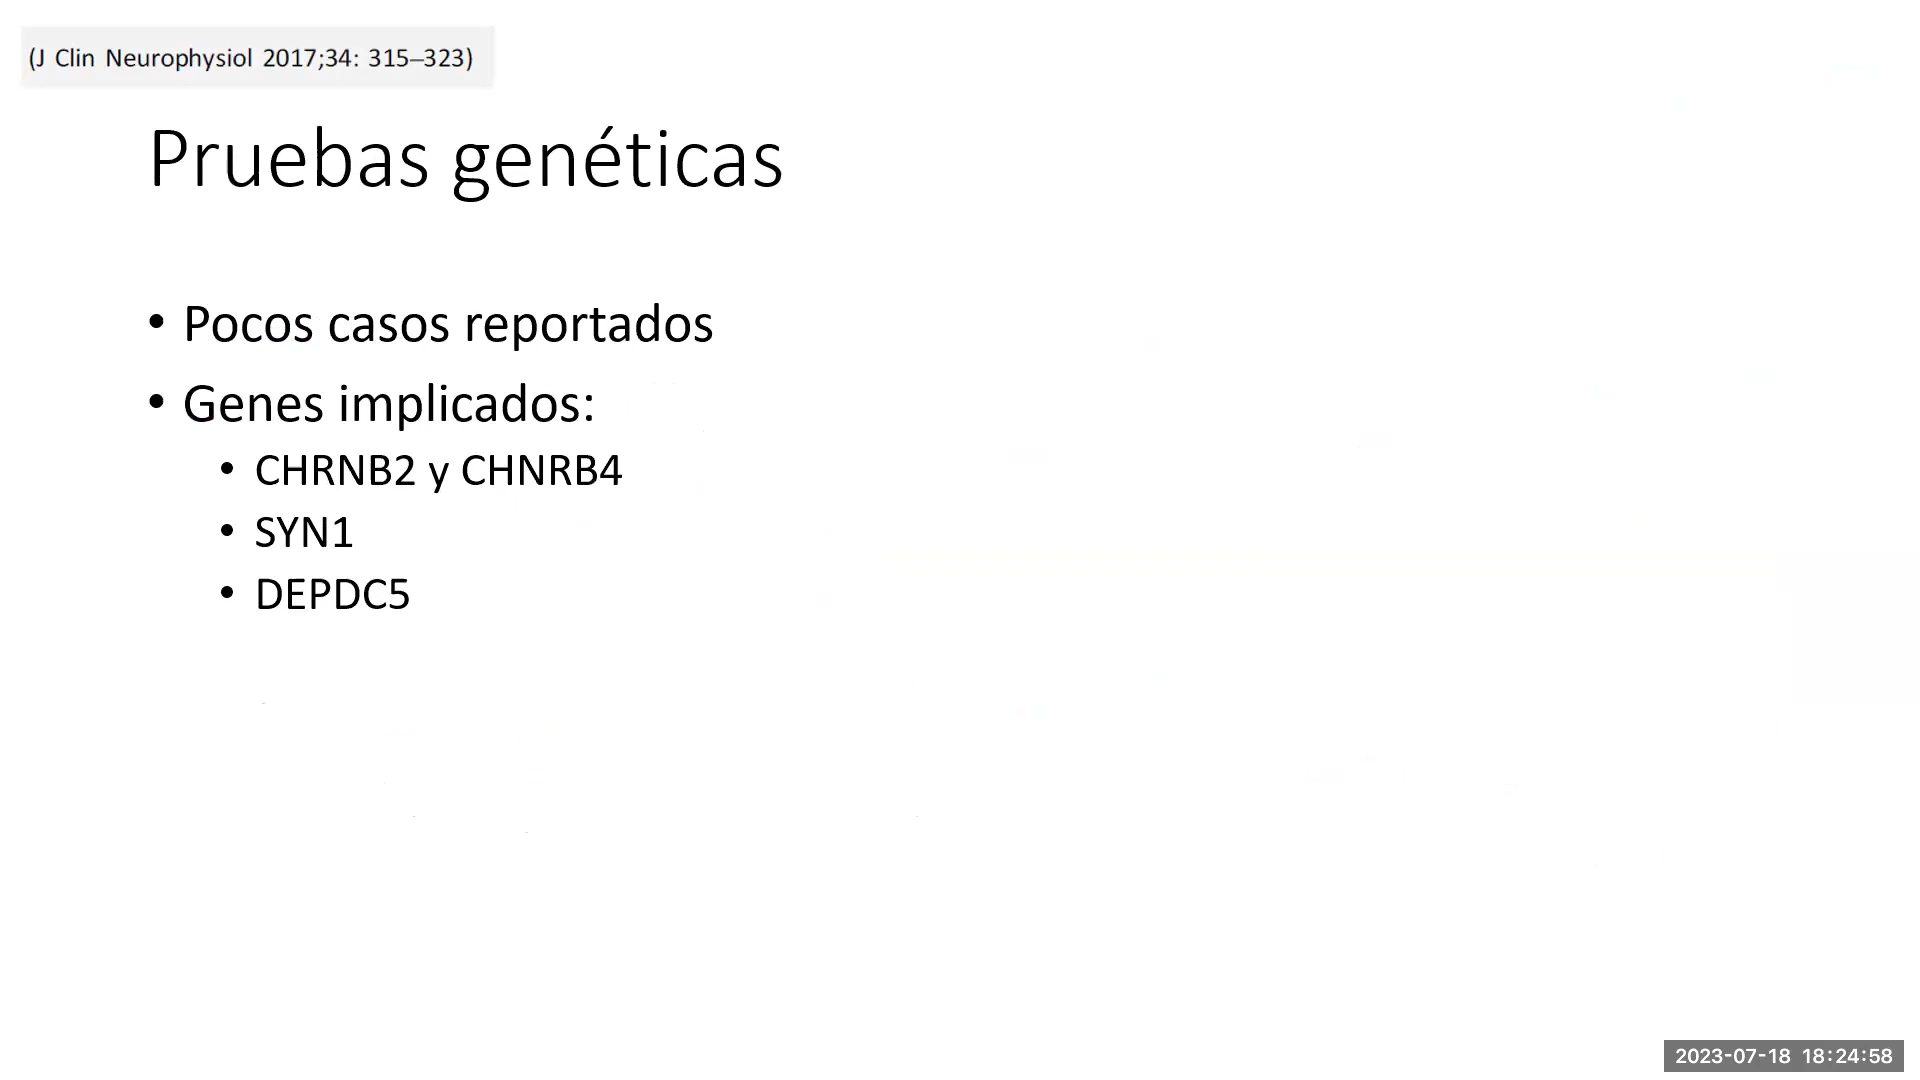 (J Clin Neurophysiol 2017;34: 315–323)
Pruebas genéticas
• Pocos casos reportados
• Genes implicados:
• CHRNB2 y CHNRB4
• SYN1
• DEPDC5
2023-07-18 18:24:58